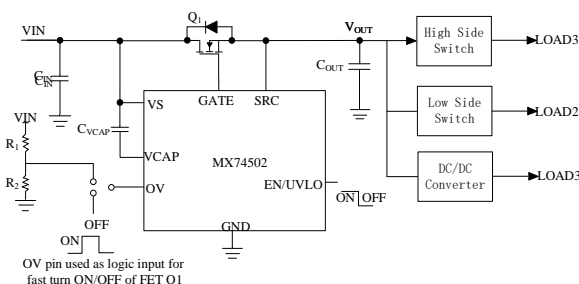 Q1
VIN
VOUT
High Side
Switch
LOAD3
CIN
CIN
COUT
GATE
SRC
VS
CVCAP
VCAP
MX74502
Low Side
Switch
LOAD2
VIN
R1
R2
OV
EN/UVLO
ON OFF
DC/DC
Converter
LOAD3
OFF
GND
ON
OV pin used as logic input for
fast turn ON/OFF of FET Q1